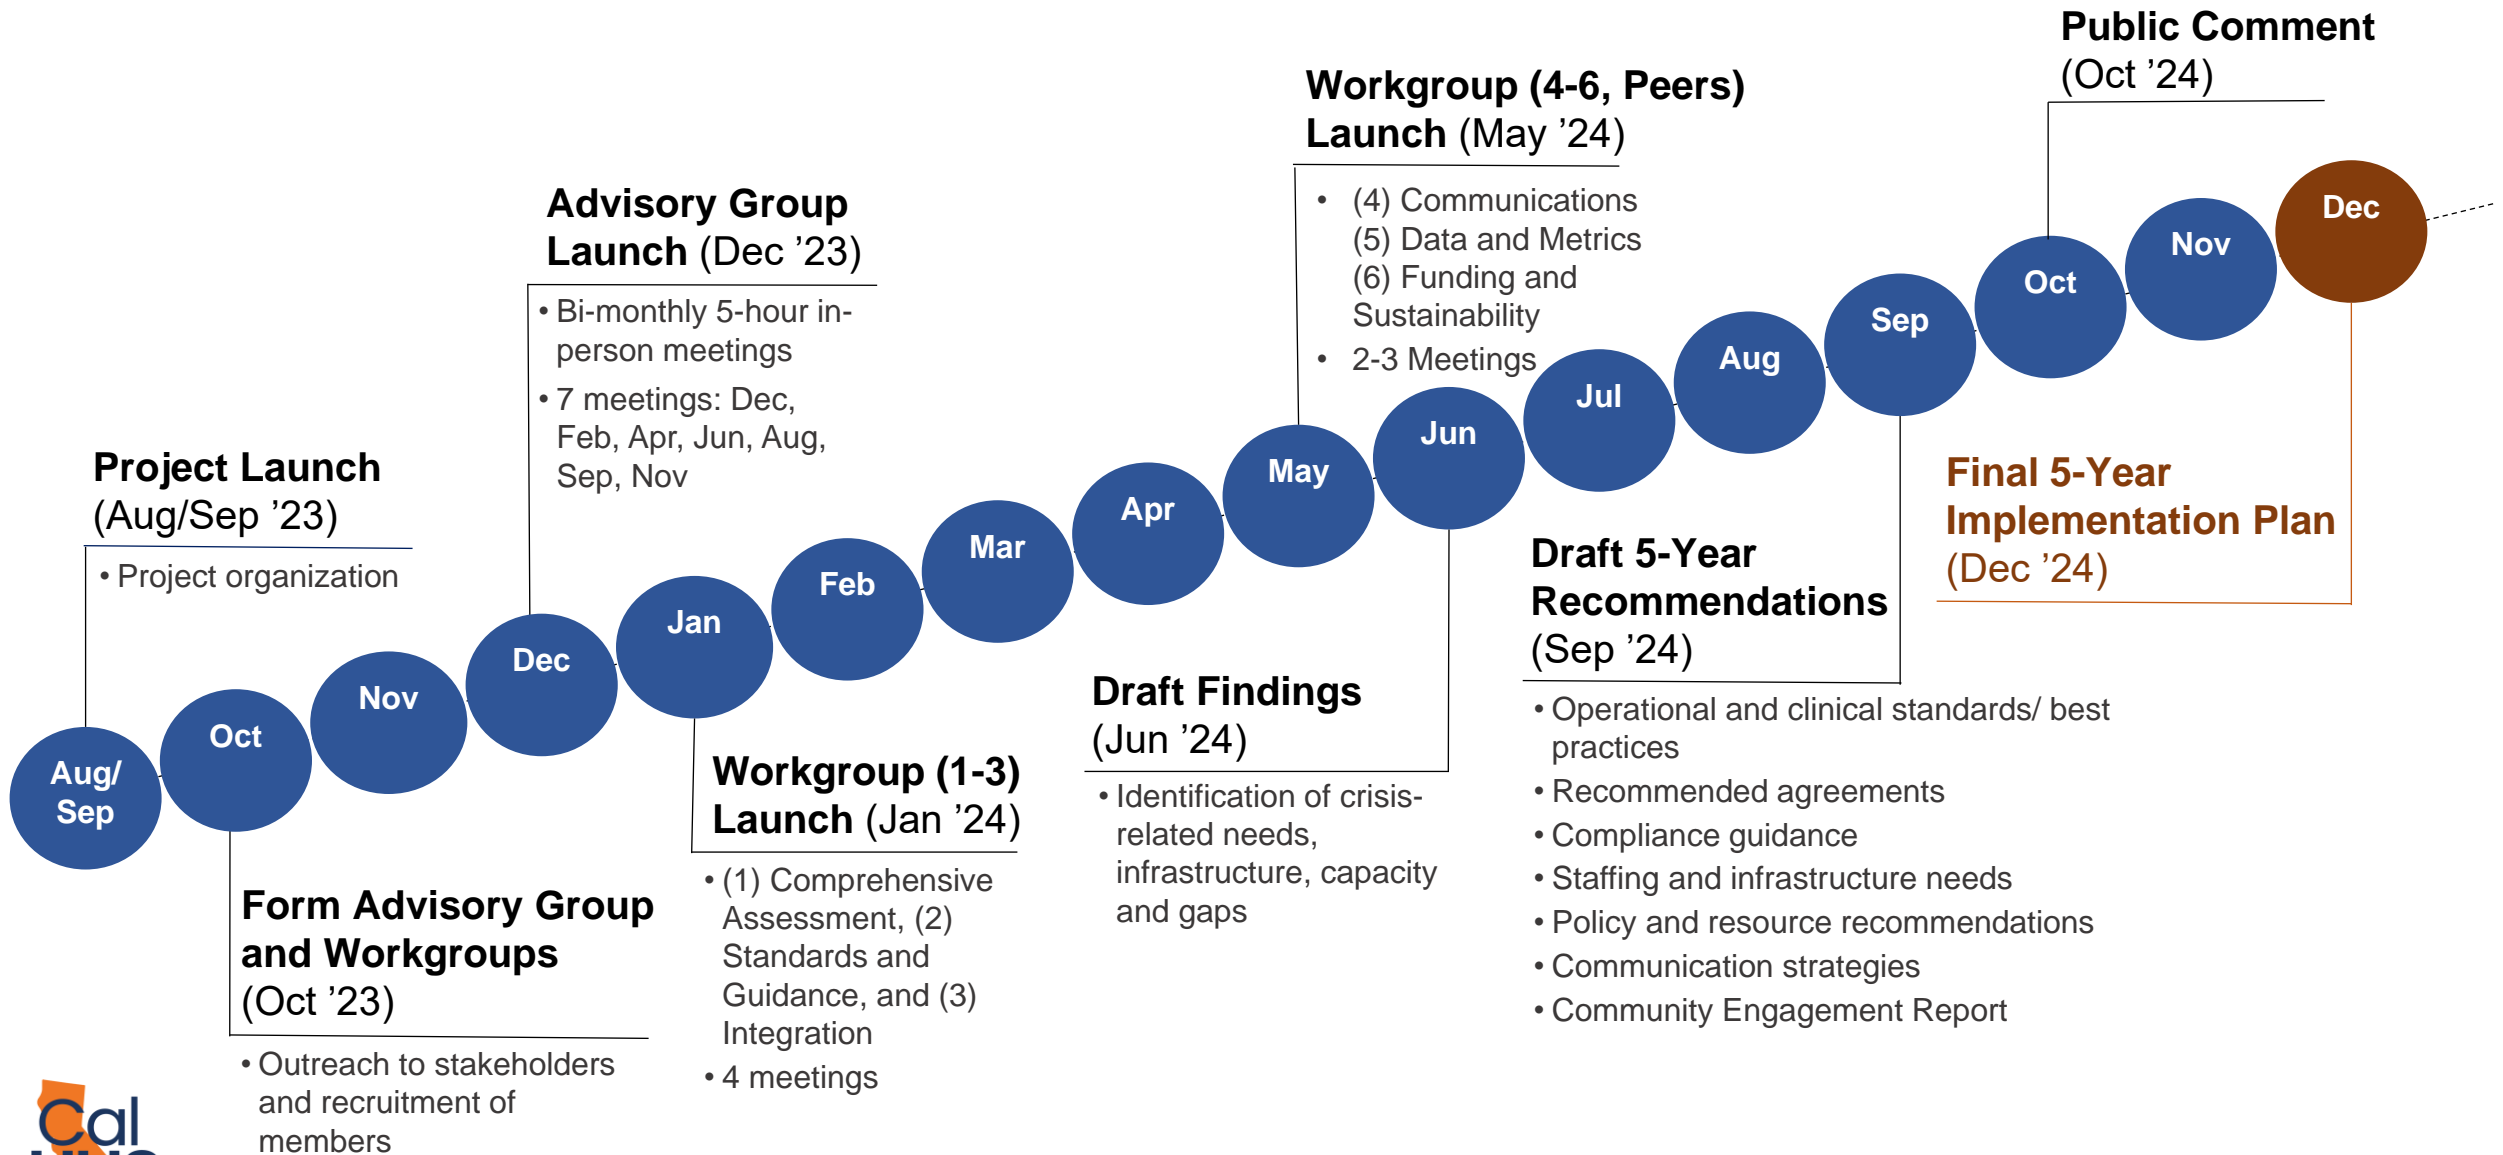 Public Comment
(Oct ’24)
Workgroup (4-6, Peers)
Launch (May ’24)
• (4) Communications
(5) Data and Metrics
(6) Funding and
Sustainability
• 2-3 Meetings
Advisory Group
Launch (Dec ’23)
• Bi-monthly 5-hour in-
person meetings
• 7 meetings: Dec,
Feb, Apr, Jun, Aug,
Sep, Nov
Project Launch
(Aug/Sep ’23)
• Project organization
Aug/
Sep
Oct
Nov
Dec
Jan
Feb
Mar
Apr
May
Jun
Jul
Aug
Sep
Oct
Nov
Dec
Form Advisory Group
and Workgroups
(Oct ’23)
• Outreach to stakeholders
and recruitment of
members
Workgroup (1-3)
Launch (Jan ’24)
• (1) Comprehensive
Assessment, (2)
Standards and
Guidance, and (3)
Integration
• 4 meetings
Draft Findings
(Jun ’24)
• Identification of crisis-
related needs,
infrastructure, capacity
and gaps
Draft 5-Year
Recommendations
(Sep ’24)
• Operational and clinical standards/ best
practices
• Recommended agreements
• Compliance guidance
• Staffing and infrastructure needs
• Policy and resource recommendations
• Communication strategies
• Community Engagement Report
Final 5-Year
Implementation Plan
(Dec ’24)
Cal